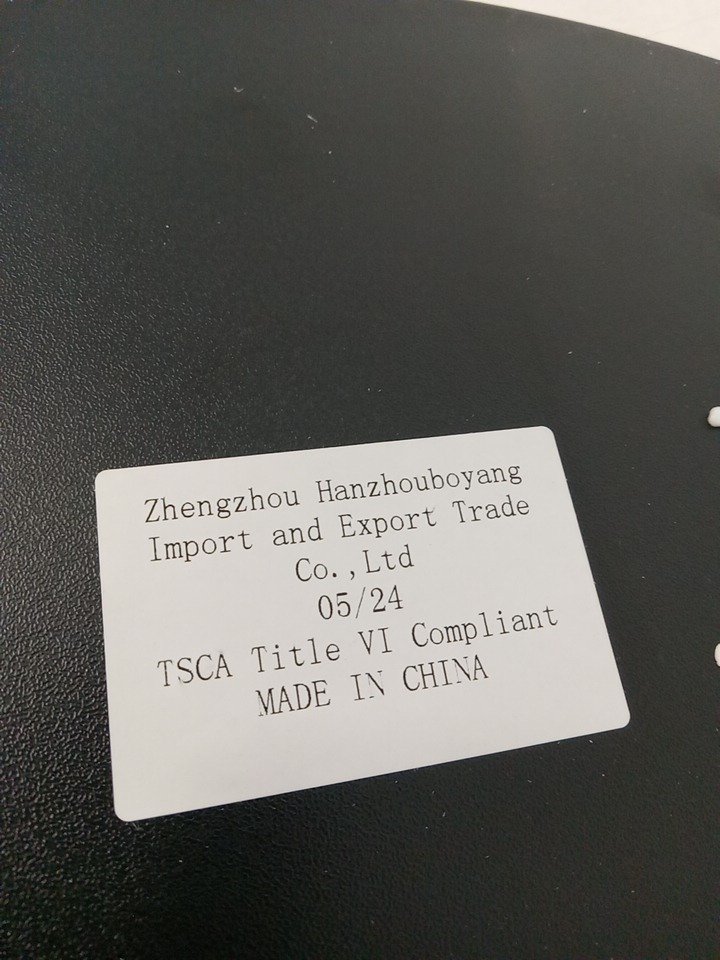 Zhengzhou Hanzhouboyang
Import and Export Trade
Co.,Ltd
05/24
TSCA Title VI Compliant
MADE IN CHINA